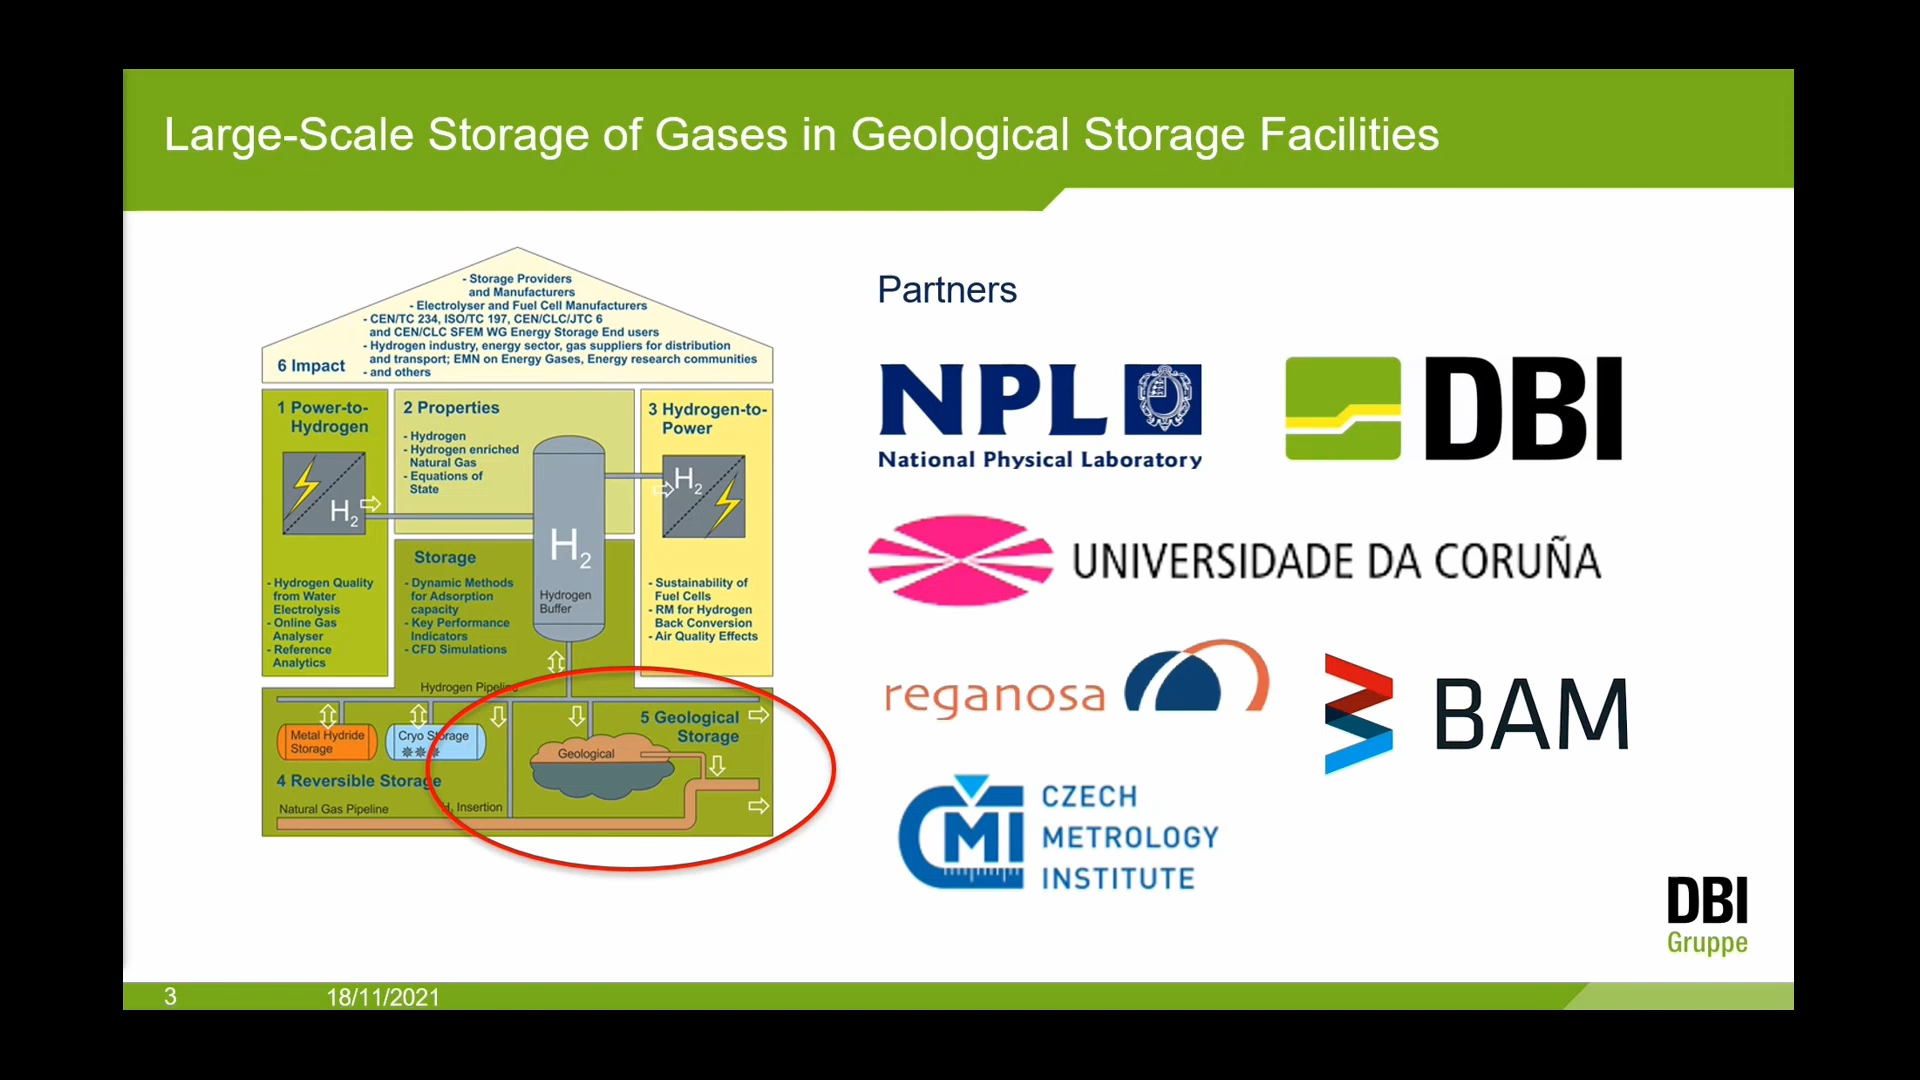 Large-Scale Storage of Gases in Geological Storage Facilities
- Storage Providers
and Manufacturers
- Electrolyser and Fuel Cell Manufacturers
- CEN/TC 234, ISO/TC 197, CEN/CLC/JTC 6
and CEN/CLC SFEM WG Energy Storage End users
- Hydrogen industry, energy sector, gas suppliers for distribution
and transport; EMN on Energy Gases, Energy research communities
- and others
6 Impact
1 Power-to-
Hydrogen
H2
- Hydrogen Quality
from Water
Electrolysis
- Online Gas
Analyser
- Reference
Analytics
2 Properties
- Hydrogen
- Hydrogen enriched
Natural Gas
- Equations of
State
H2
Hydrogen
Buffer
Storage
- Dynamic Methods
for Adsorption
capacity
- Key Performance
Indicators
- CFD Simulations
3 Hydrogen-to-
Power
H2
- Sustainability of
Fuel Cells
- RM for Hydrogen
Back Conversion
- Air Quality Effects
Hydrogen Pipeline
Metal Hydride
Storage
Cryo Storage
4 Reversible Storage
5 Geological
Storage
Geological
Natural Gas Pipeline
H2 Insertion
Partners
NPL
National Physical Laboratory
DBI
UNIVERSIDADE DA CORUÑA
reganosa
BAM
CMI
CZECH
METROLOGY
INSTITUTE
DBI
Gruppe
3
18/11/2021